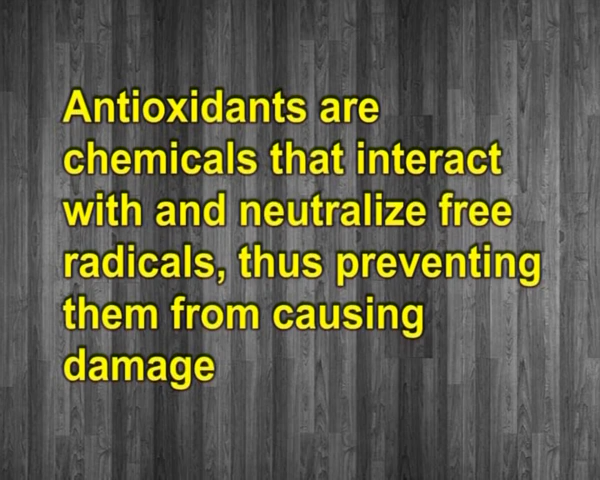 Antioxidants are
chemicals that interact
with and neutralize free
radicals, thus preventing
them from causing
damage